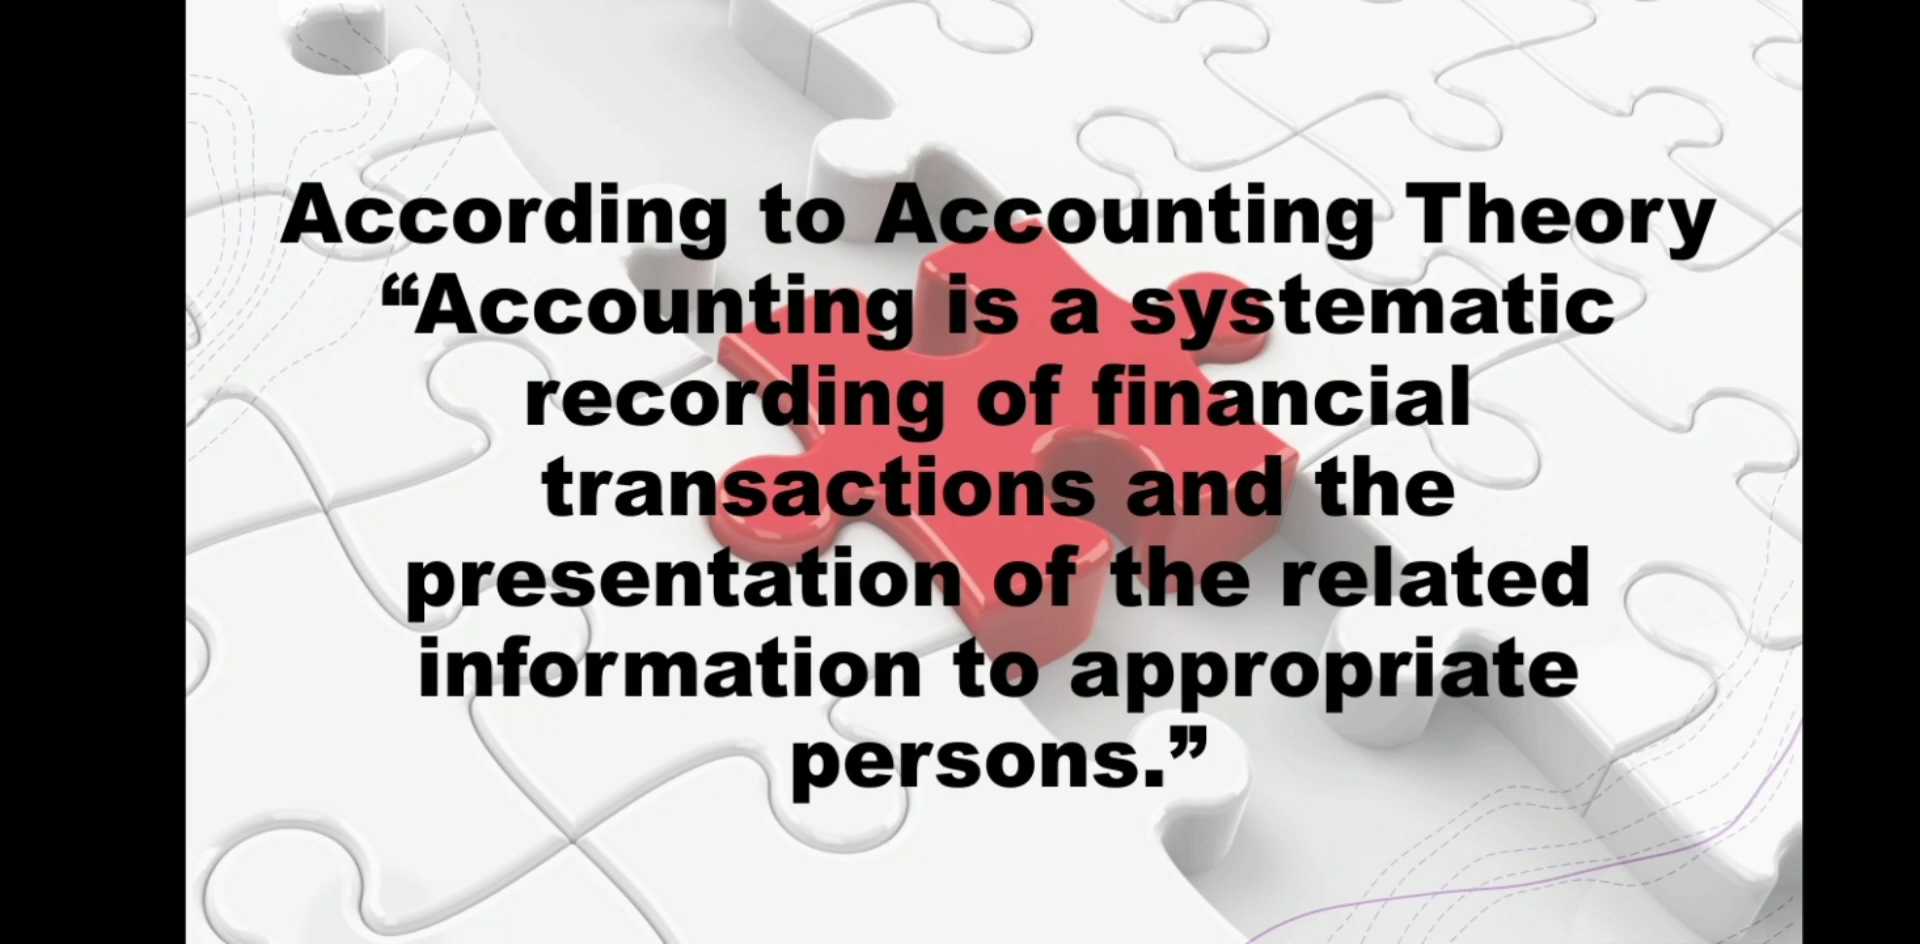 According to Accounting Theory
“Accounting is a systematic
recording of financial
transactions and the
presentation of the related
information to appropriate
persons.”